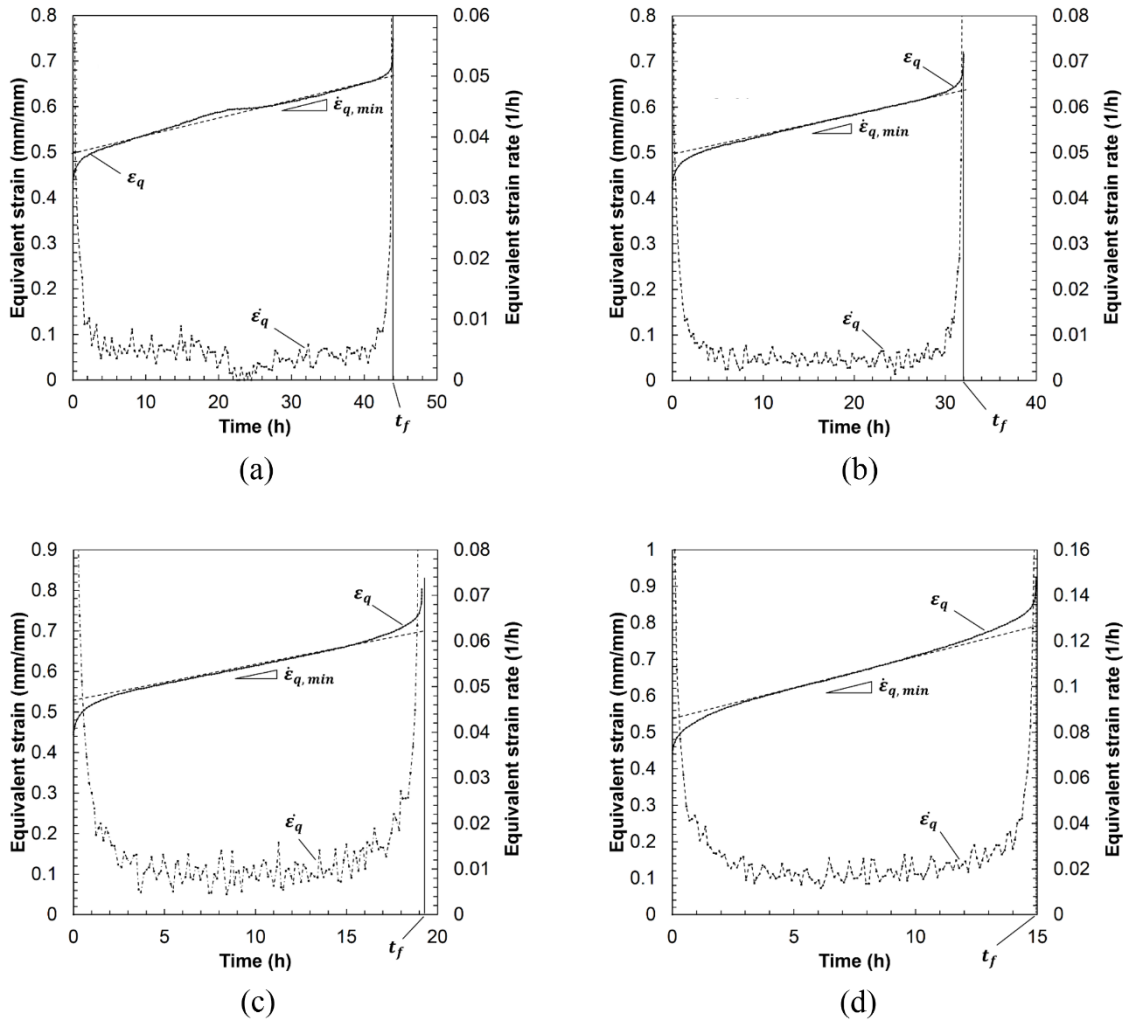 Equivalent strain (mm/mm)
0.8
0.7
0.6
0.5
0.4
0.3
0.2
0.1
0
0.06
0.05
0.04
0.03
0.02
0.01
0
Equivalent strain rate (1/h)
ε̇q, min
εq
ε̇q
0 10 20 30 40 50
Time (h)
tf
(a)
Equivalent strain (mm/mm)
0.8
0.7
0.6
0.5
0.4
0.3
0.2
0.1
0
0.08
0.07
0.06
0.05
0.04
0.03
0.02
0.01
0
Equivalent strain rate (1/h)
εq
ε̇q, min
ε̇q
0 10 20 30 40
Time (h)
tf
(b)
Equivalent strain (mm/mm)
0.9
0.8
0.7
0.6
0.5
0.4
0.3
0.2
0.1
0
0.08
0.07
0.06
0.05
0.04
0.03
0.02
0.01
0
Equivalent strain rate (1/h)
εq
ε̇q, min
ε̇q
0 5 10 15 20
Time (h)
tf
(c)
Equivalent strain (mm/mm)
1
0.9
0.8
0.7
0.6
0.5
0.4
0.3
0.2
0.1
0
0.16
0.14
0.12
0.1
0.08
0.06
0.04
0.02
0
Equivalent strain rate (1/h)
εq
ε̇q, min
ε̇q
0 5 10 15
Time (h)
tf
(d)